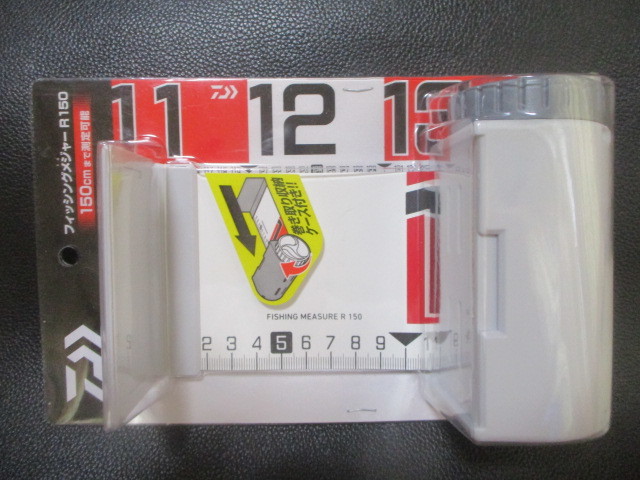 フィッシングメジャー R150
150cmまで測定可能
11 12 13
巻き取り収納
ケース付き!!
FISHING MEASURE R 150
2 3 4 5 6 7 8 9